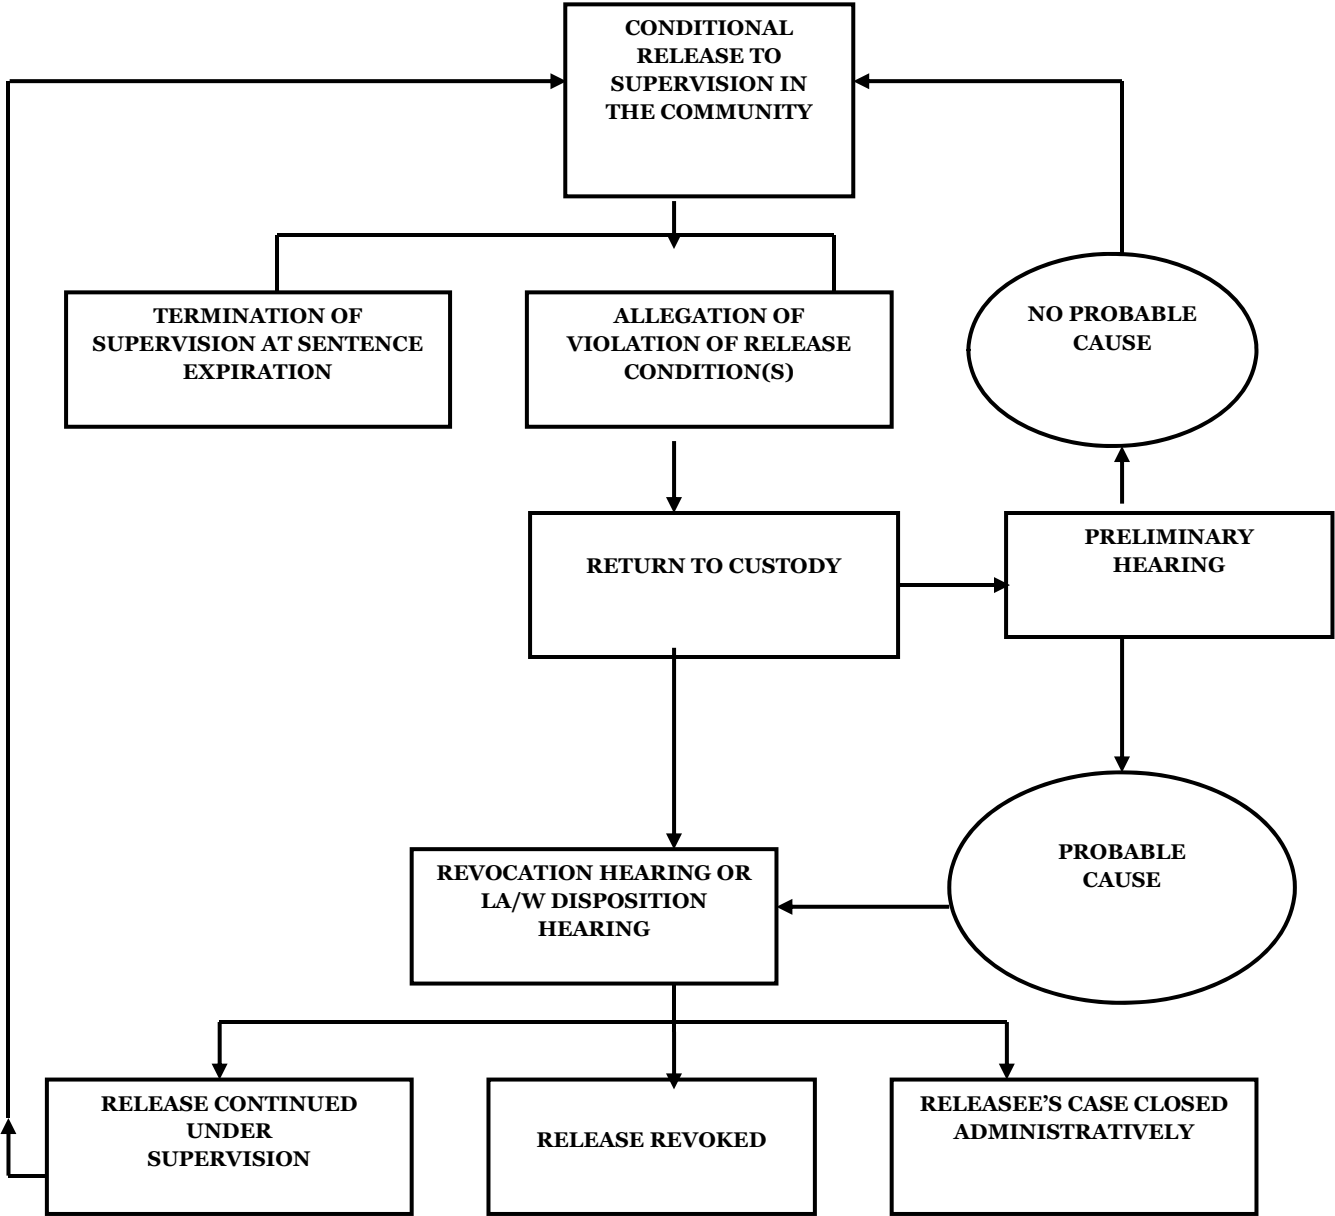 CONDITIONAL
RELEASE TO
SUPERVISION IN
THE COMMUNITY
TERMINATION OF
SUPERVISION AT SENTENCE
EXPIRATION
ALLEGATION OF
VIOLATION OF RELEASE
CONDITION(S)
NO PROBABLE
CAUSE
RETURN TO CUSTODY
PRELIMINARY
HEARING
REVOCATION HEARING OR
LA/W DISPOSITION
HEARING
PROBABLE
CAUSE
RELEASE CONTINUED
UNDER
SUPERVISION
RELEASE REVOKED
RELEASEE’S CASE CLOSED
ADMINISTRATIVELY